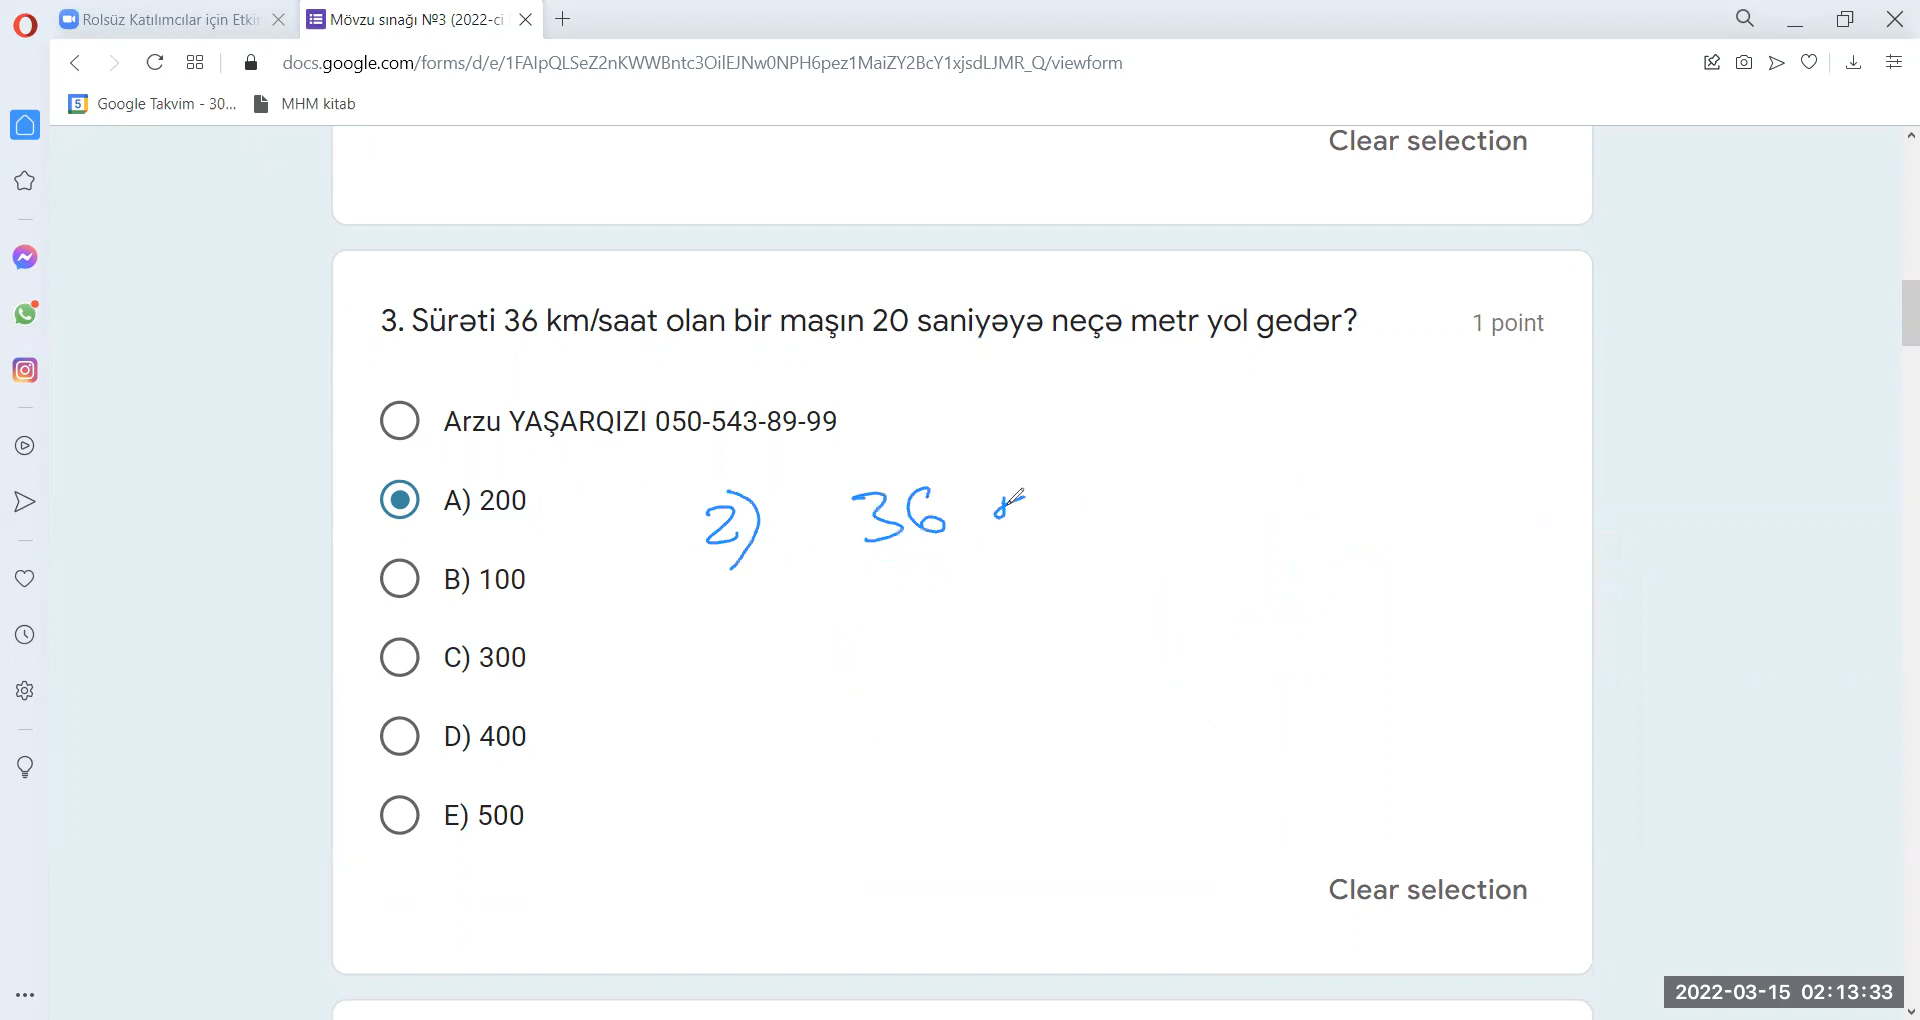 Rolsüz Katılımcılar için Etki
Mövzu sınağı №3 (2022-ci
docs.google.com/forms/d/e/1FAIpQLSeZ2nKWWBntc3OilEJNw0NPH6pez1MaiZY2BcY1xjsdLJMR_Q/viewform
5 Google Takvim - 30...
MHM kitab
Clear selection
3. Sürəti 36 km/saat olan bir maşın 20 saniyəyə neçə metr yol gedər?
1 point
Arzu YAŞARQIZI 050-543-89-99
A) 200
2) 36
B) 100
C) 300
D) 400
E) 500
Clear selection
2022-03-15 02:13:33